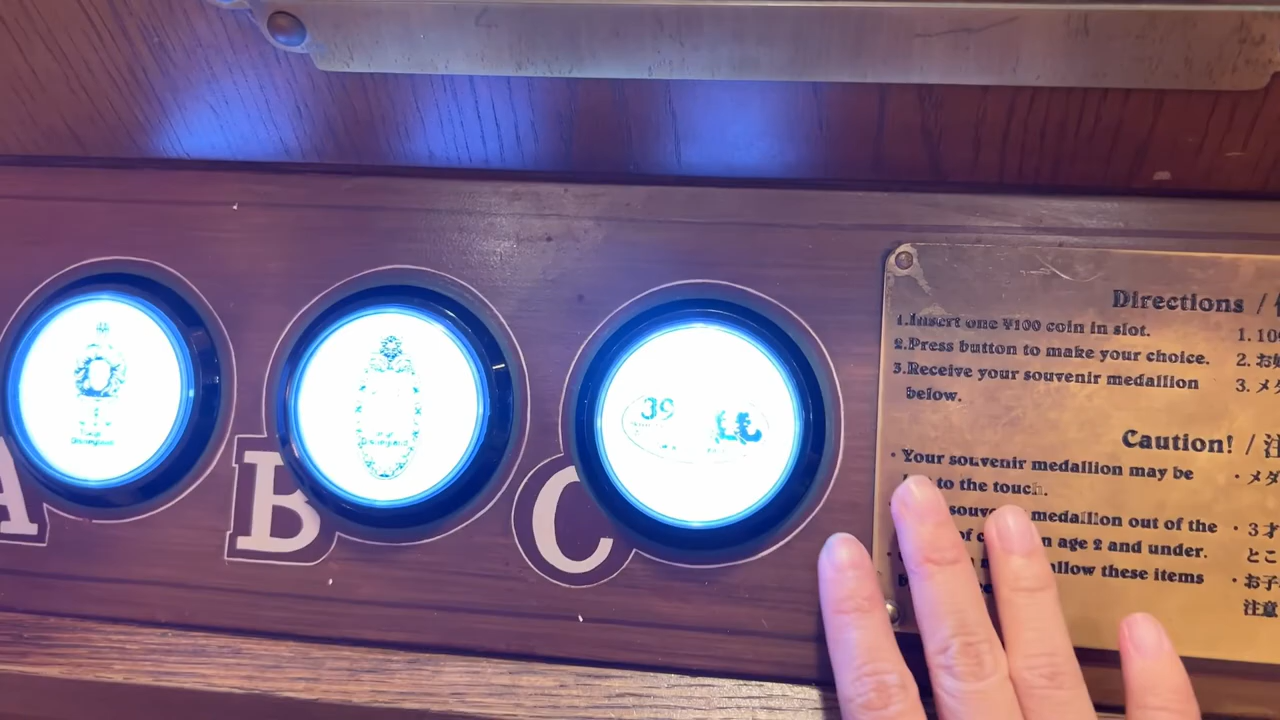 A
B
C
39
Directions /
1.Insert one ¥100 coin in slot.
2.Press button to make your choice.
3.Receive your souvenir medallion
below.
1. 10
2. お
3. メ
Caution! / 注
・Your souvenir medallion may be
to the touch.
medallion out of the
age 2 and under.
allow these items
・メダ
・3才
とこ
・お子
注意